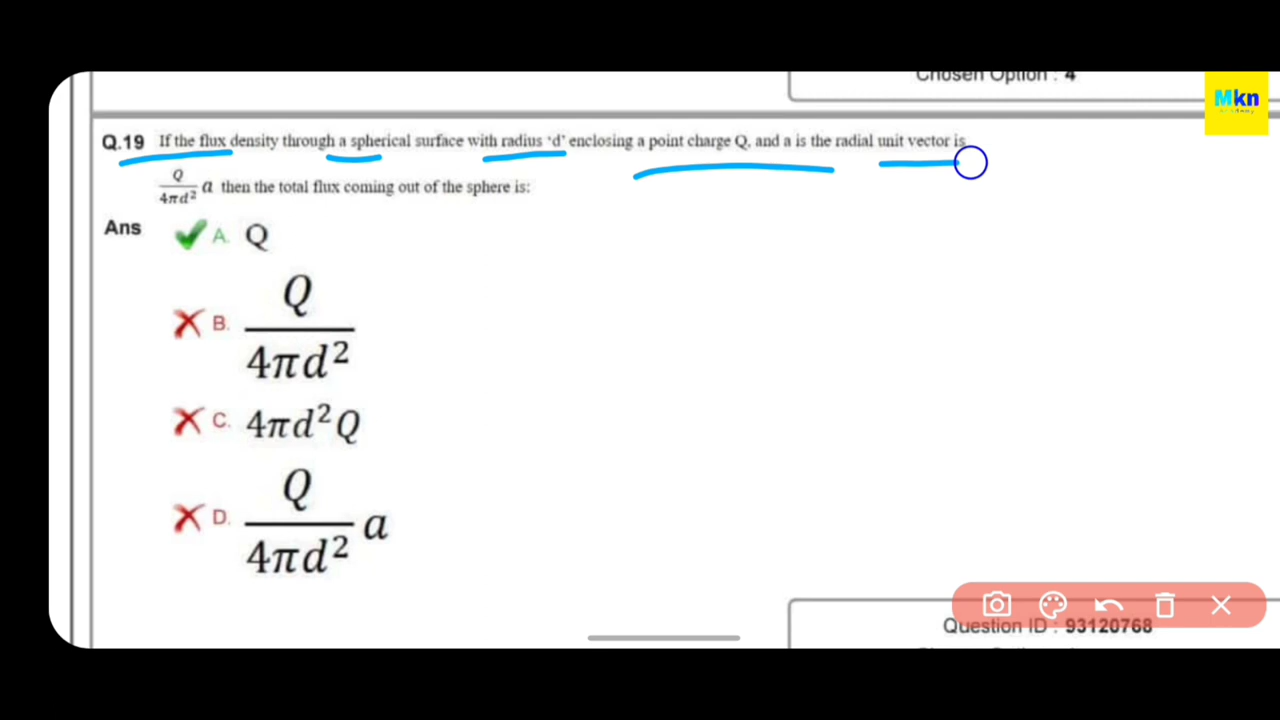 Chosen Option : 4
Mkn
Q.19 If the flux density through a spherical surface with radius ‘d’ enclosing a point charge Q, and a is the radial unit vector is
Q/4πd² a then the total flux coming out of the sphere is:
Ans A. Q
B. Q/4πd²
C. 4πd²Q
D. Q/4πd² a
Question ID : 93120768